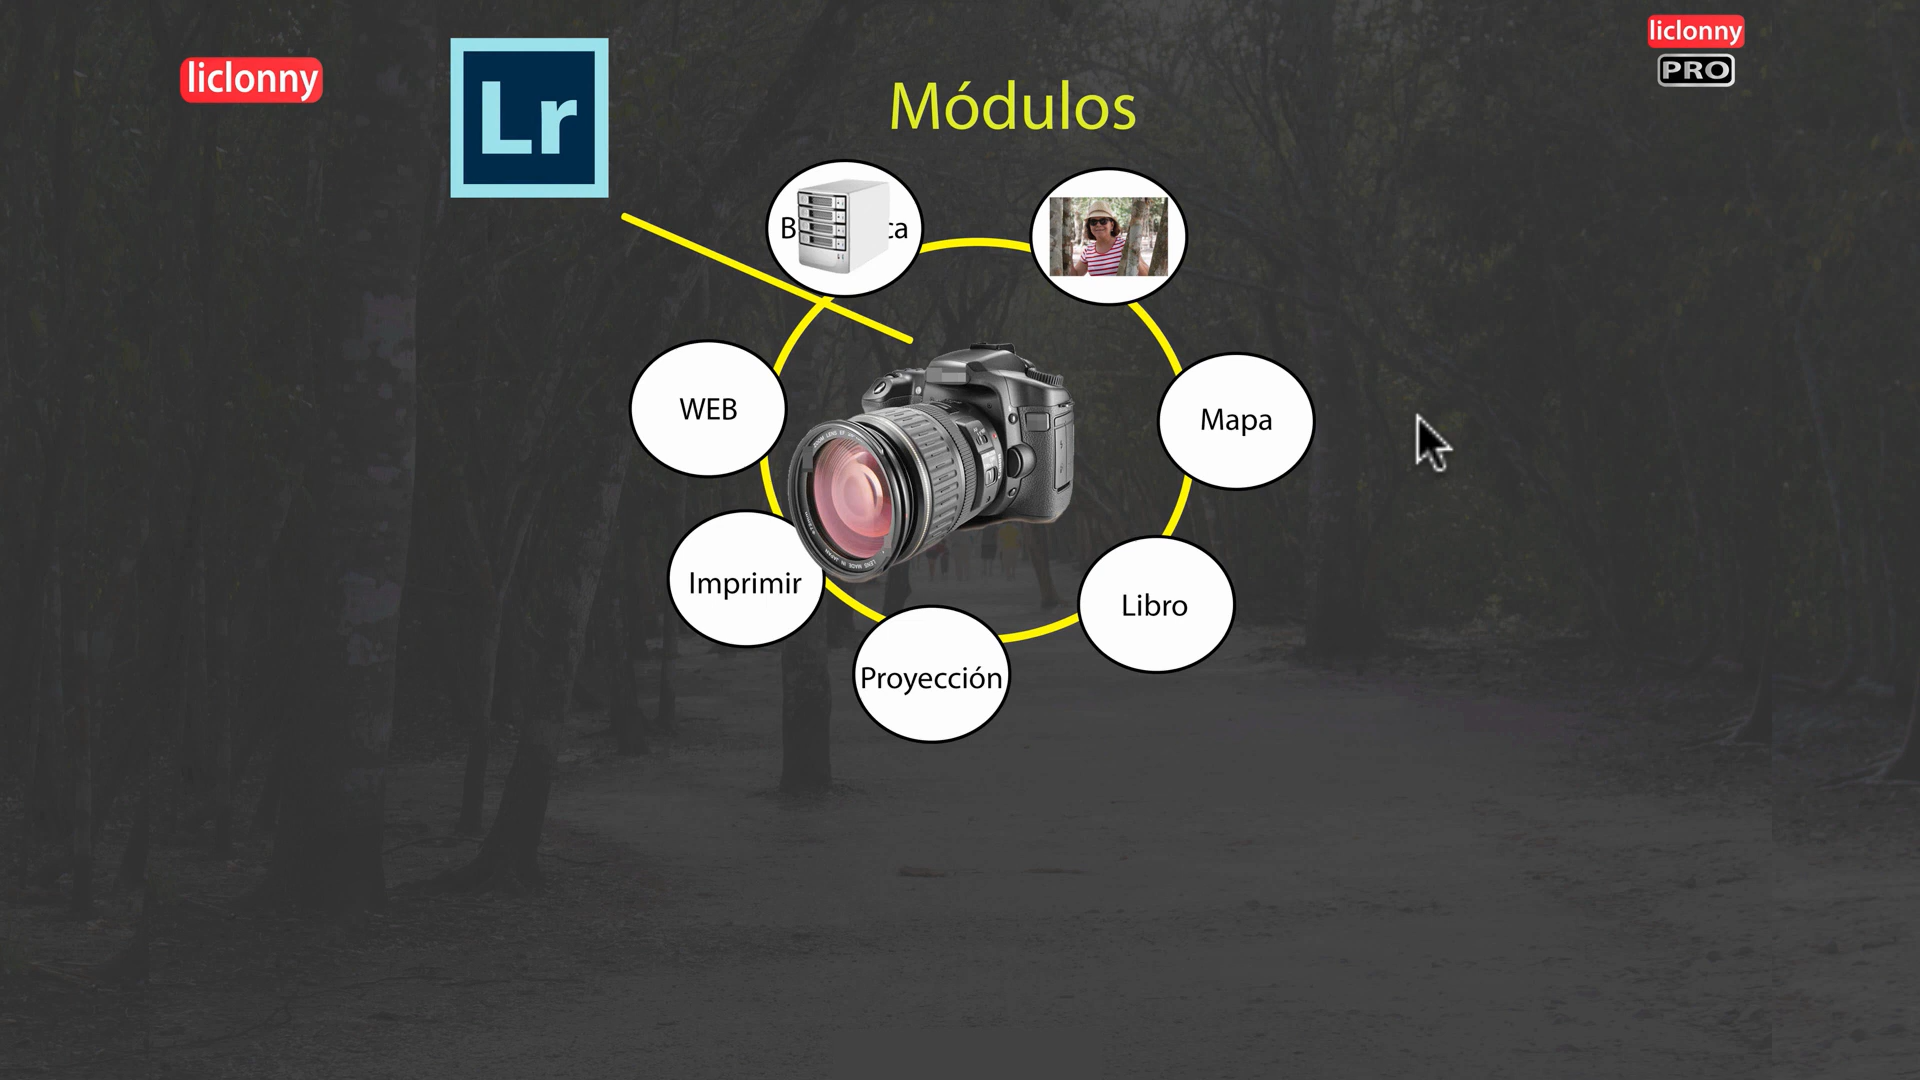 liclonny
PRO
liclonny
Lr
Módulos
WEB
Mapa
Imprimir
Libro
Proyección